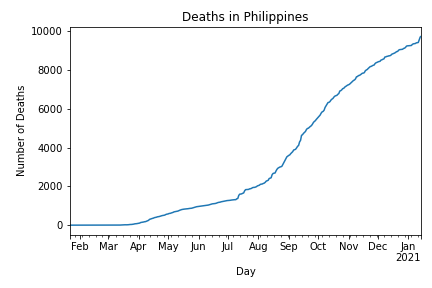 Deaths in Philippines
Number of Deaths
10000
8000
6000
4000
2000
0
Feb Mar Apr May Jun Jul Aug Sep Oct Nov Dec Jan
2021
Day